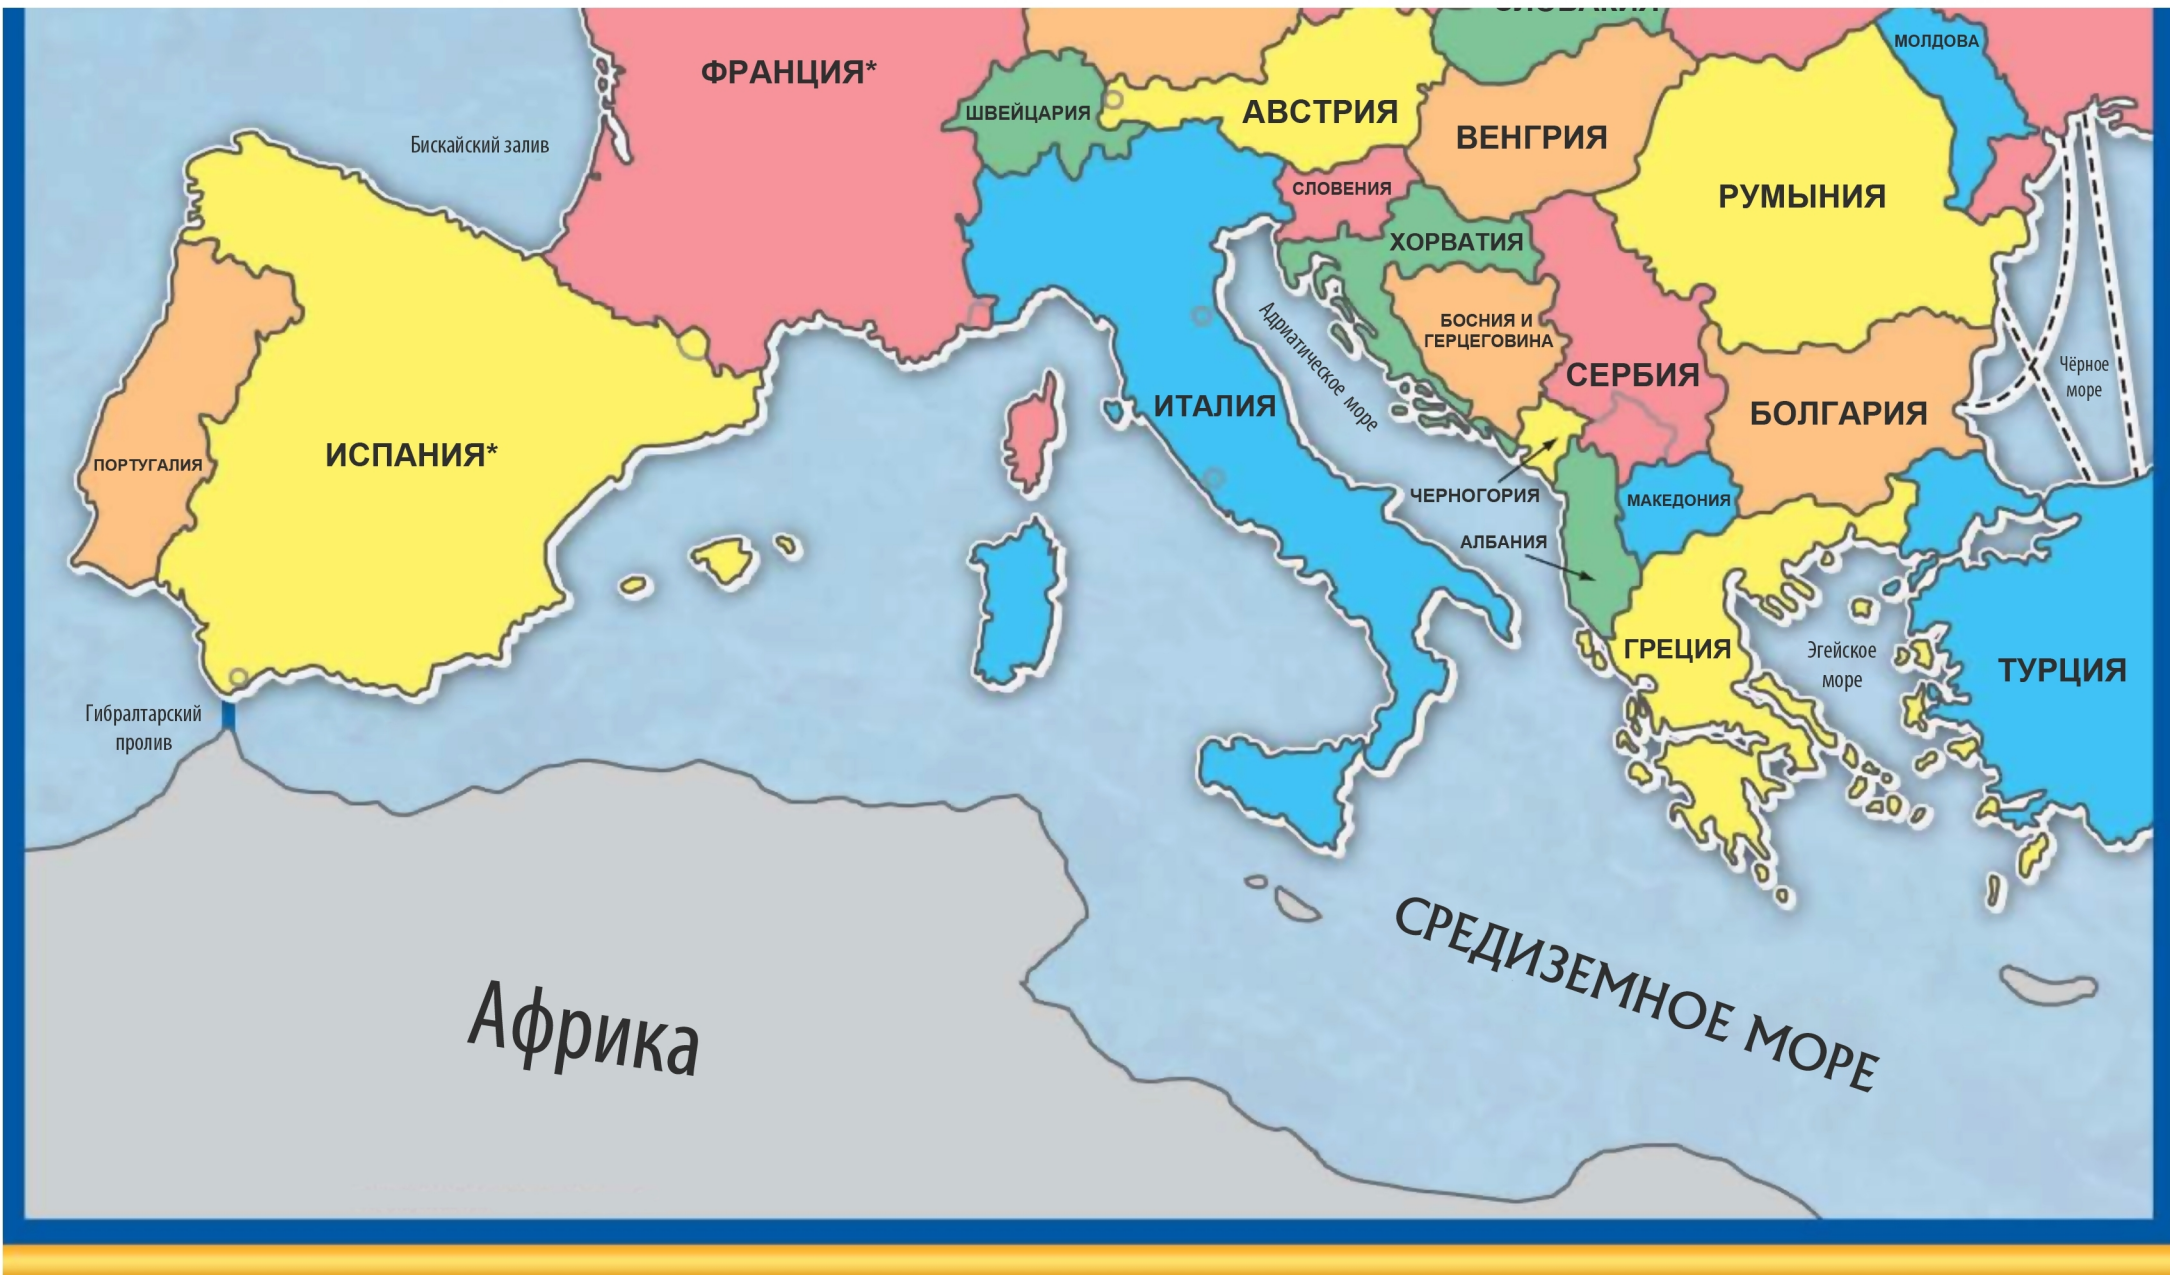 СЛОВАКИЯ
МОЛДОВА
ФРАНЦИЯ*
ШВЕЙЦАРИЯ
АВСТРИЯ
ВЕНГРИЯ
Бискайский залив
СЛОВЕНИЯ
РУМЫНИЯ
ХОРВАТИЯ
Адриатическое море
БОСНИЯ И
ГЕРЦЕГОВИНА
СЕРБИЯ
Чёрное
море
ИТАЛИЯ
БОЛГАРИЯ
ИСПАНИЯ*
ПОРТУГАЛИЯ
ЧЕРНОГОРИЯ
МАКЕДОНИЯ
АЛБАНИЯ
ГРЕЦИЯ
Эгейское
море
ТУРЦИЯ
Гибралтарский
пролив
СРЕДИЗЕМНОЕ МОРЕ
Африка